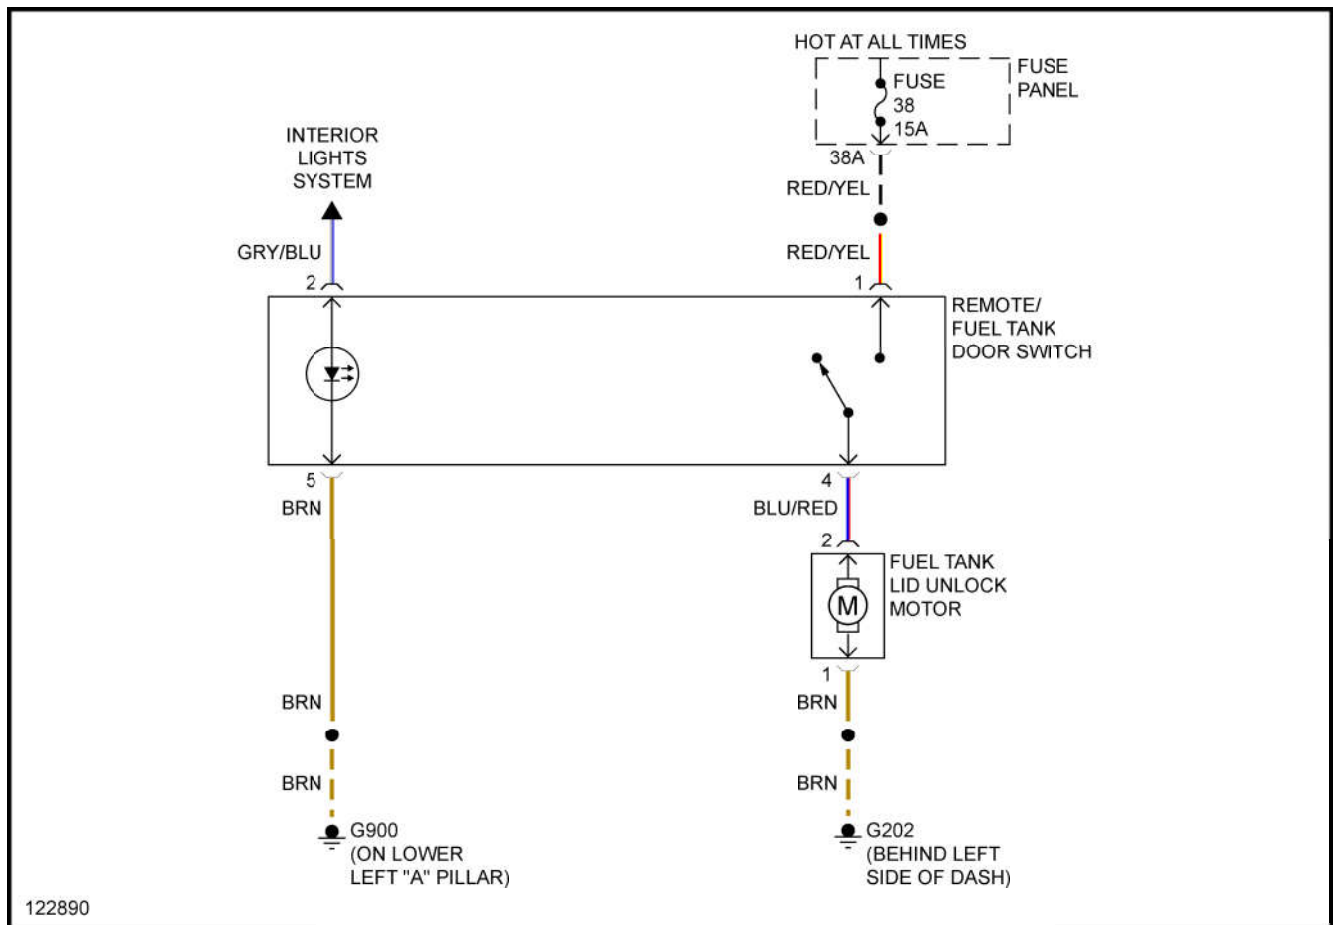 HOT AT ALL TIMES
FUSE
38
15A
FUSE
PANEL
38A
RED/YEL
RED/YEL
1
INTERIOR
LIGHTS
SYSTEM
GRY/BLU
2
REMOTE/
FUEL TANK
DOOR SWITCH
5
BRN
BRN
BRN
G900
(ON LOWER
LEFT "A" PILLAR)
4
BLU/RED
2
M
FUEL TANK
LID UNLOCK
MOTOR
1
BRN
BRN
G202
(BEHIND LEFT
SIDE OF DASH)
122890